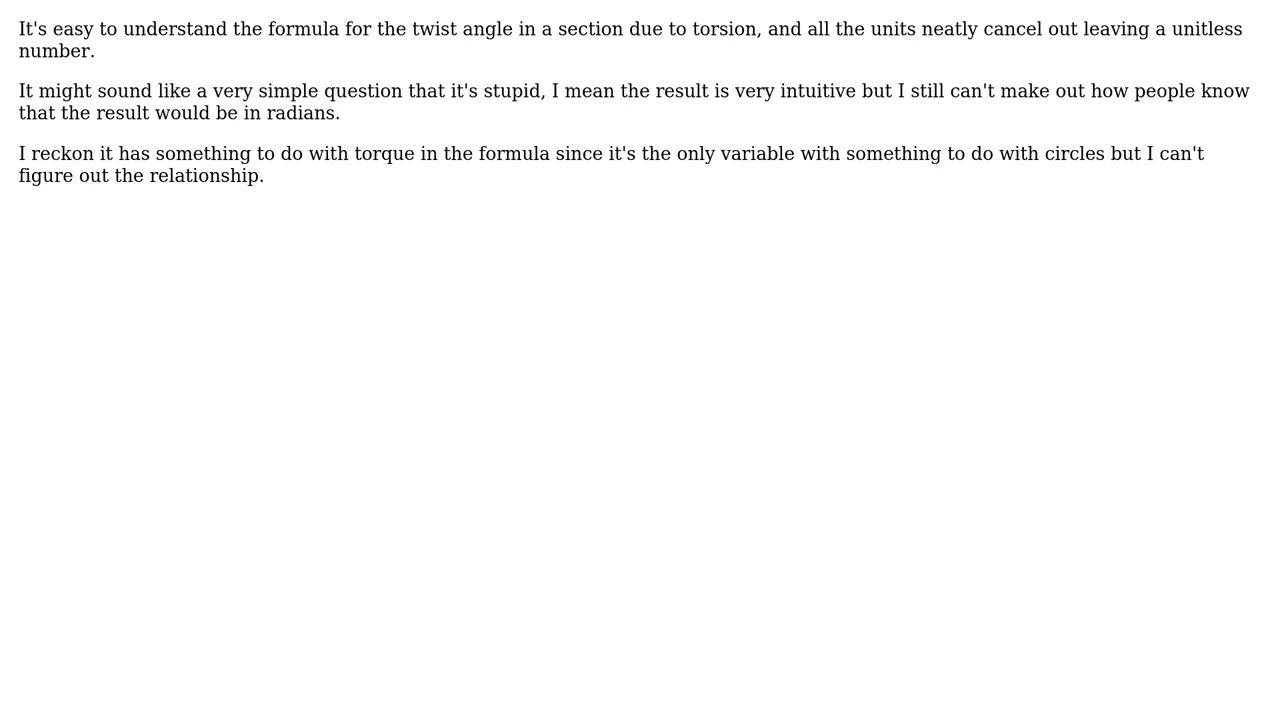 It's easy to understand the formula for the twist angle in a section due to torsion, and all the units neatly cancel out leaving a unitless
number.
It might sound like a very simple question that it's stupid, I mean the result is very intuitive but I still can't make out how people know
that the result would be in radians.
I reckon it has something to do with torque in the formula since it's the only variable with something to do with circles but I can't
figure out the relationship.